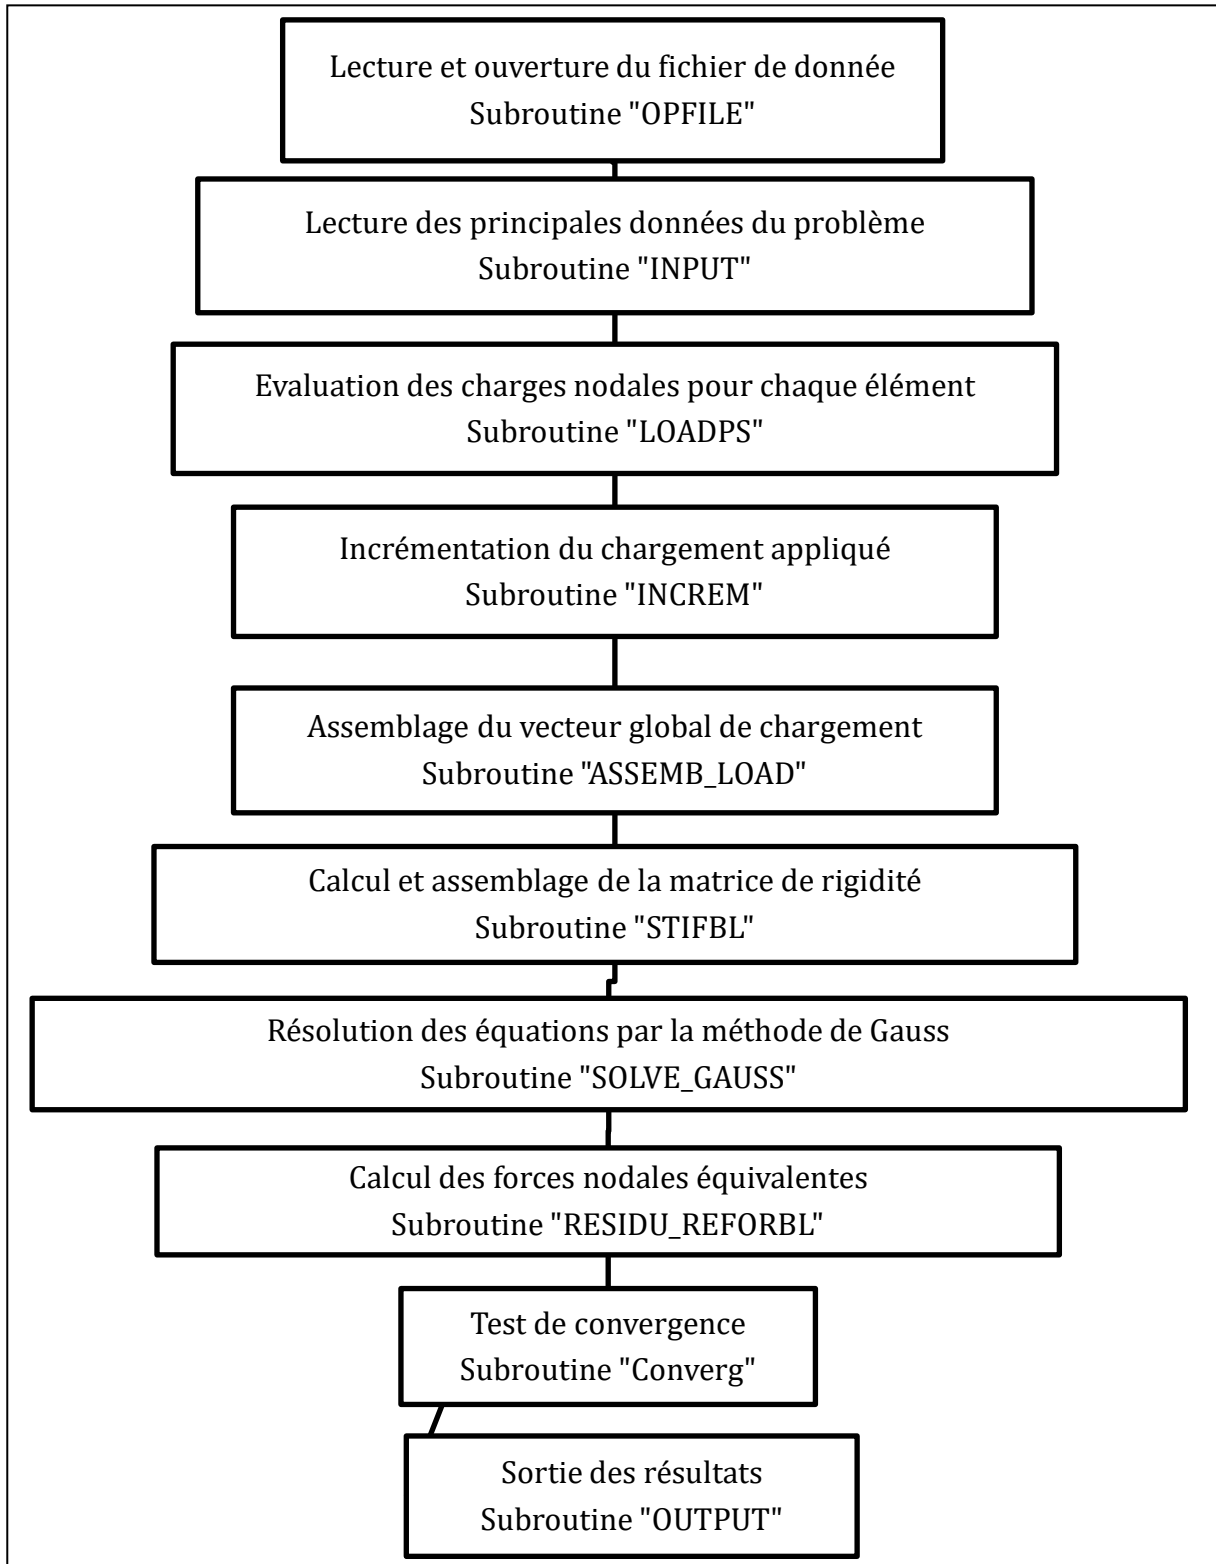 Lecture et ouverture du fichier de donnée
Subroutine "OPFILE"
Lecture des principales données du problème
Subroutine "INPUT"
Evaluation des charges nodales pour chaque élément
Subroutine "LOADPS"
Incrémentation du chargement appliqué
Subroutine "INCREM"
Assemblage du vecteur global de chargement
Subroutine "ASSEMB_LOAD"
Calcul et assemblage de la matrice de rigidité
Subroutine "STIFBL"
Résolution des équations par la méthode de Gauss
Subroutine "SOLVE_GAUSS"
Calcul des forces nodales équivalentes
Subroutine "RESIDU_REFORBL"
Test de convergence
Subroutine "Converg"
Sortie des résultats
Subroutine "OUTPUT"